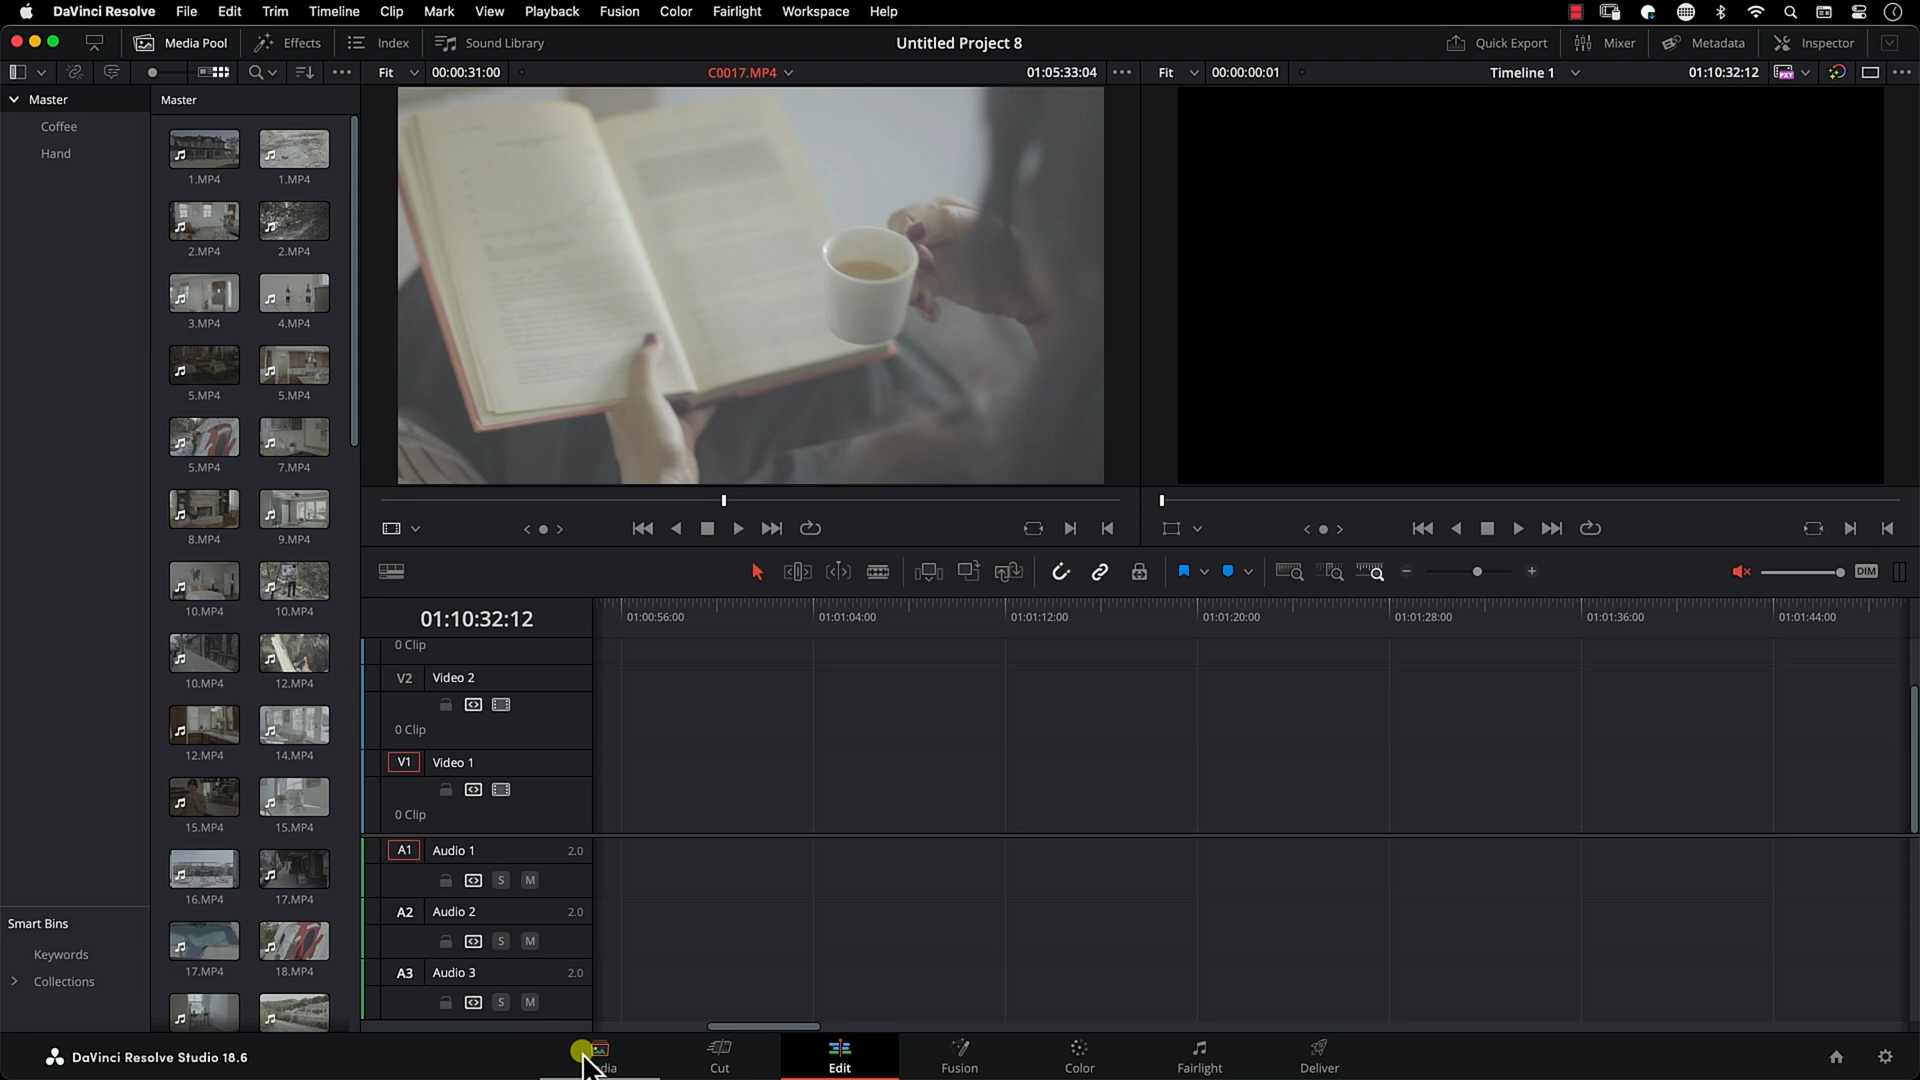 DaVinci Resolve File Edit Trim Timeline Clip Mark View Playback Fusion Color Fairlight Workspace Help
Media Pool Effects Index Sound Library Untitled Project 8 Quick Export Mixer Metadata Inspector
Fit 00:00:31:00 C0017.MP4 01:05:33:04 Fit 00:00:00:01 Timeline 1 01:10:32:12
Master
Coffee
Hand
Master
1.MP4 1.MP4
2.MP4 2.MP4
3.MP4 4.MP4
5.MP4 5.MP4
5.MP4 7.MP4
8.MP4 9.MP4
10.MP4 10.MP4
10.MP4 12.MP4
12.MP4 14.MP4
15.MP4 15.MP4
16.MP4 17.MP4
17.MP4 18.MP4
Smart Bins
Keywords
Collections
DIM
01:10:32:12 01:00:56:00 01:01:04:00 01:01:12:00 01:01:20:00 01:01:28:00 01:01:36:00 01:01:44:00
0 Clip
V2 Video 2
0 Clip
V1 Video 1
0 Clip
A1 Audio 1 2.0
S M
A2 Audio 2 2.0
S M
A3 Audio 3 2.0
S M
DaVinci Resolve Studio 18.6 Cut Edit Fusion Color Fairlight Deliver